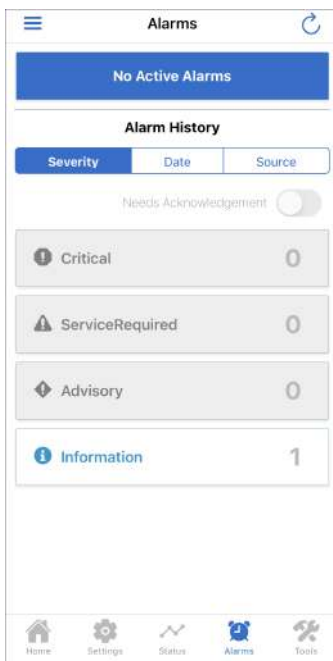 Alarms
No Active Alarms
Alarm History
Severity Date Source
Needs Acknowledgement
Critical 0
ServiceRequired 0
Advisory 0
Information 1
Home Settings Status Alarms Tools